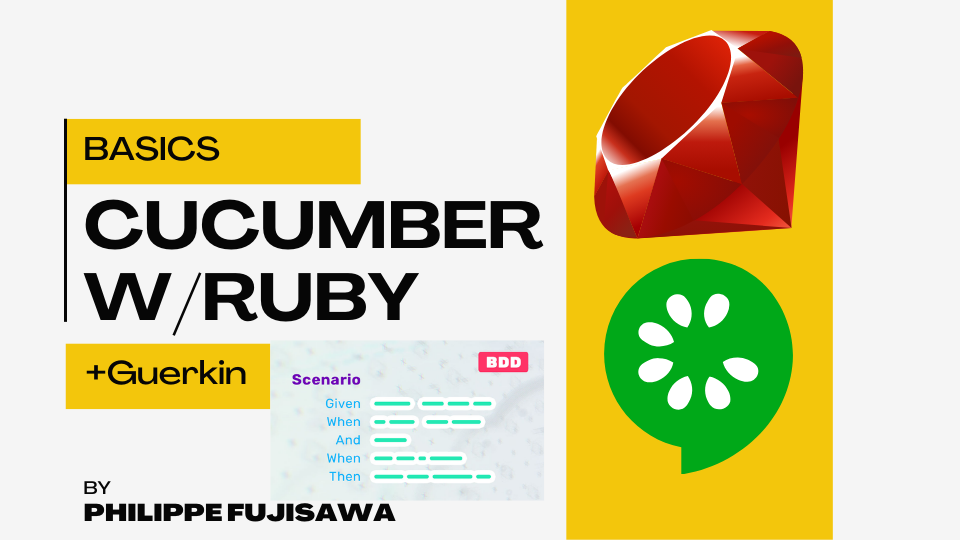 BASICS
CUCUMBER
W/RUBY
+Guerkin
BDD
Scenario
Given
When
And
When
Then
BY
PHILIPPE FUJISAWA